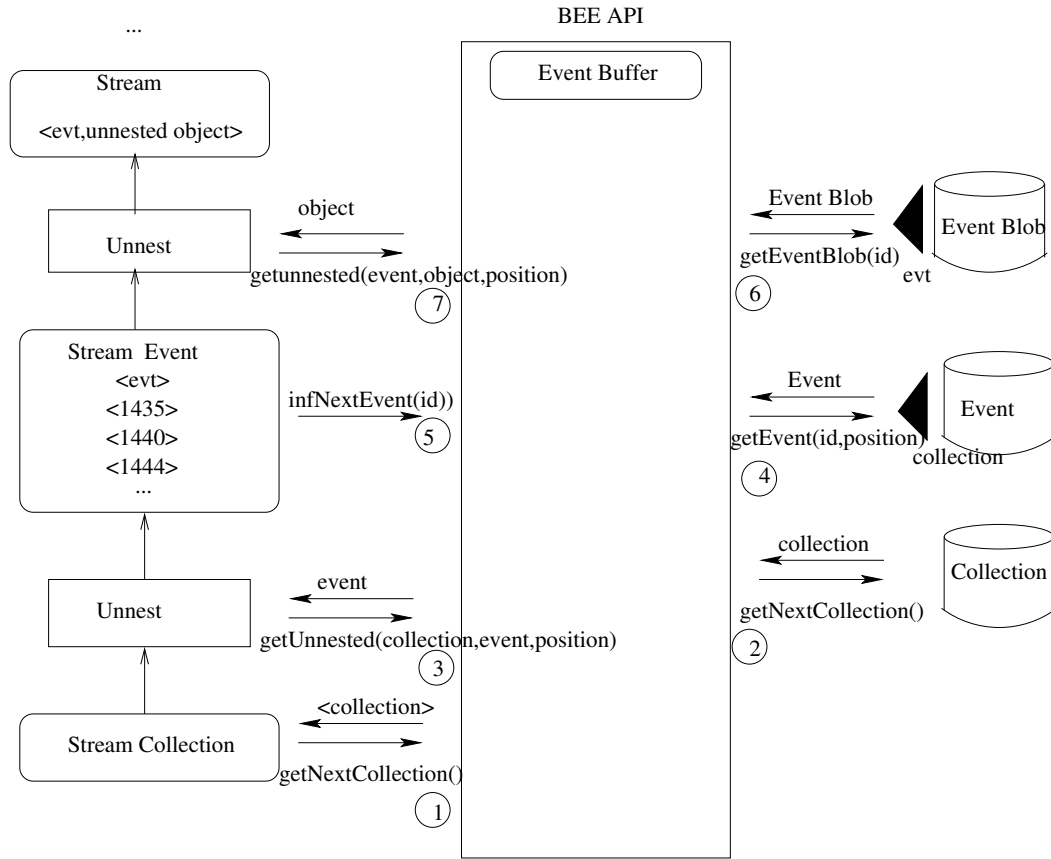 BEE API
...
Event Buffer
Stream
<evt,unnested object>
object
Unnest
getunnested(event,object,position)
7
Event Blob
Event Blob
getEventBlob(id)
evt
6
Stream Event
<evt>
<1435>
<1440>
<1444>
...
infNextEvent(id))
5
Event
Event
getEvent(id,position)
collection
4
collection
Collection
getNextCollection()
2
event
Unnest
getUnnested(collection,event,position)
3
<collection>
Stream Collection
getNextCollection()
1